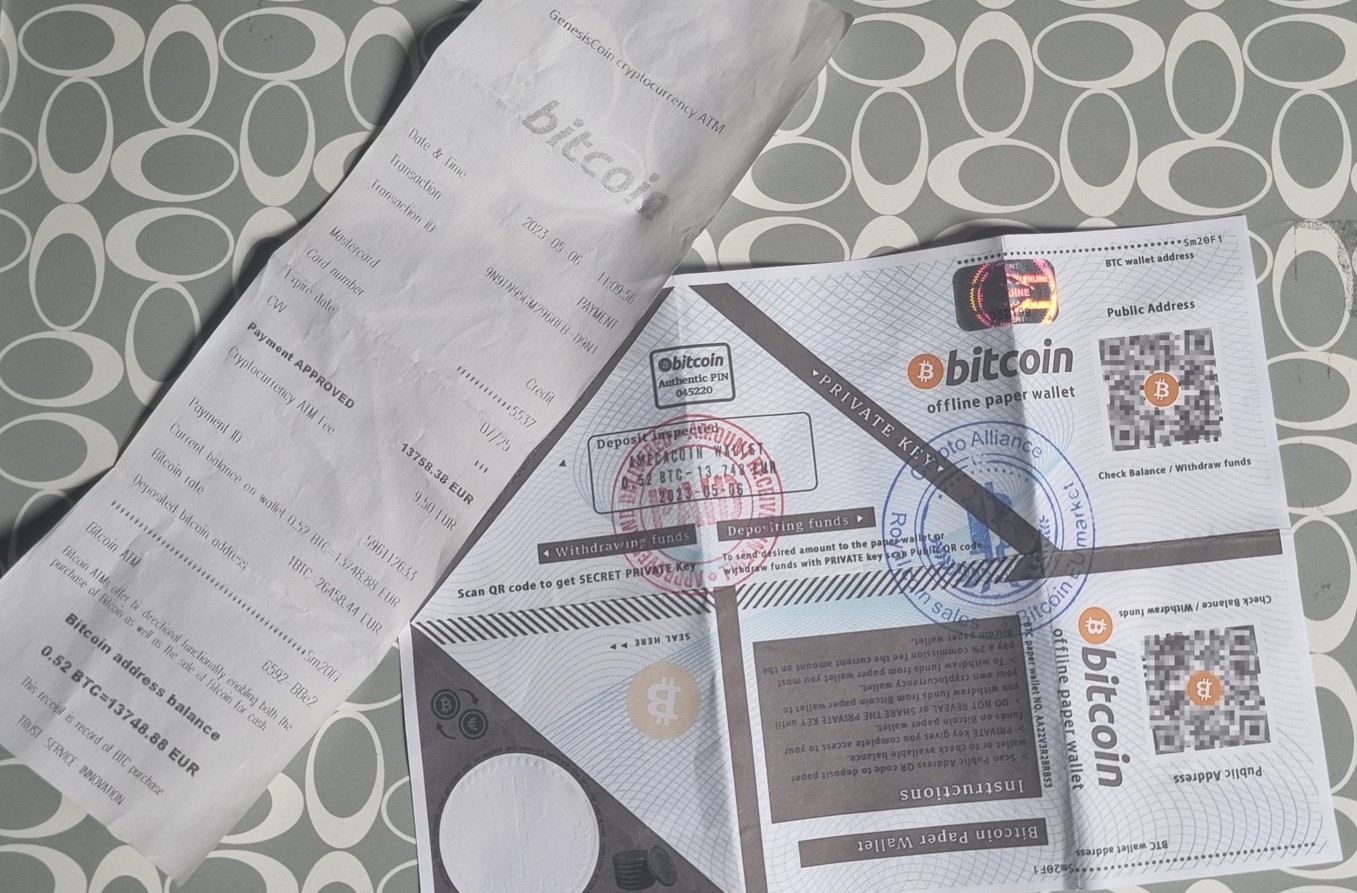 GenesisCoin cryptocurrency ATM
bitcoin
Date & Time 2023-05-06 11:09:56
Transaction PAYMENT
Transaction ID
Mastercard Credit
Card number 5537
Expire date 07/25
CVV ***
Payment APPROVED 13758.38 EUR
Cryptocurrency ATM fee 9.50 EUR
Payment ID 596112633
Current balance on wallet 0.52 BTC=13748.88 EUR
Bitcoin rate 1BTC-26458.44 EUR
Deposited bitcoin address:
Sm20F1
6592 BBe2
Bitcoin ATM
Bitcoin ATMs offer bi-directional functionality enabling both the
purchase of Bitcoin as well as the sale of Bitcoin for cash
Bitcoin address balance
0.52 BTC=13748.88 EUR
This receipt is record of BTC purchase
TRUST SERVICE INNOVATION
Sm20F1
BTC wallet address
Public Address
bitcoin
offline paper wallet
Check Balance / Withdraw funds
PRIVATE KEY
bitcoin
Authentic PIN
045220
Deposit Inspected
AMECACOIN WALLET
0,52 BTC-13,748 EUR
2023-05-06
PAID
Crypto Alliance
Bitcoin market
Withdrawing funds
Scan QR code to get SECRET PRIVATE Key
Depositing funds
To send desired amount to the paper wallet or
withdraw funds with PRIVATE key scan Public QR code.
SEAL HERE
Bitcoin Paper Wallet
Instructions
> Scan Public Address QR code to deposit paper
wallet or to check available balance.
> PRIVATE Key gives you complete access to your
funds on Bitcoin paper wallet.
> DO NOT REVEAL or SHARE THE PRIVATE KEY until
you withdraw funds from Bitcoin paper wallet to
your own cryptocurrency wallet.
> To withdraw funds from paper wallet you must
pay a 2% commission fee the current amount on the
Bitcoin paper wallet.
BTC paper wallet NO. AA22V3R2BRB53
bitcoin
offline paper wallet
Sm20F1
BTC wallet address
Public Address
Check Balance / Withdraw funds